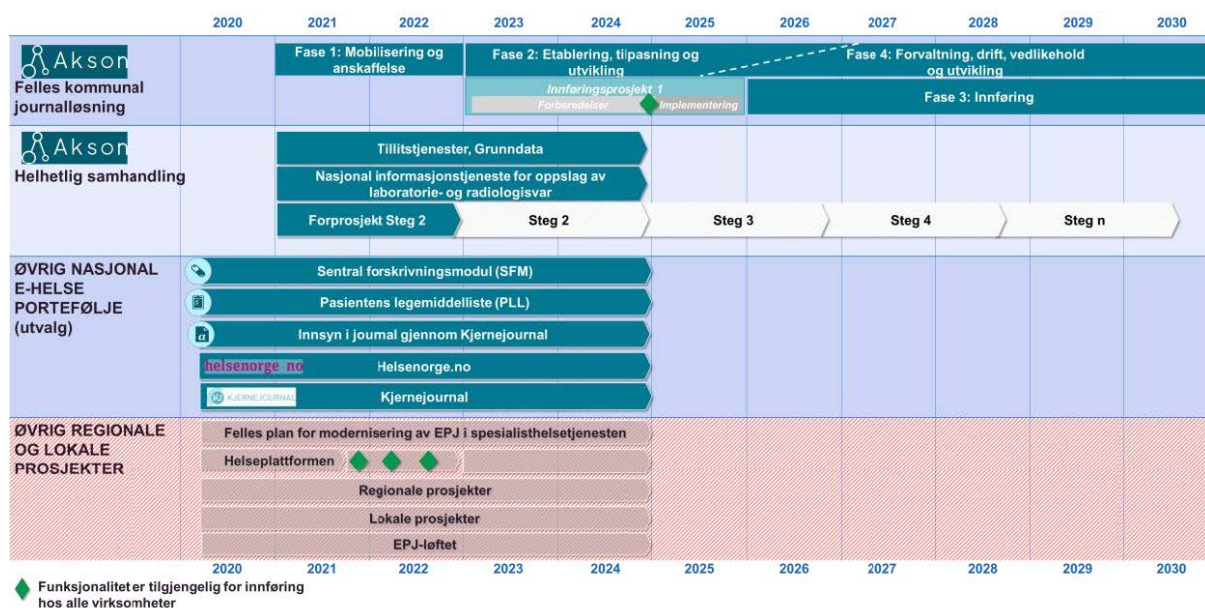 2020 2021 2022 2023 2024 2025 2026 2027 2028 2029 2030
Akson
Felles kommunal
journalløsning
Fase 1: Mobilisering og
anskaffelse
Fase 2: Etablering, tilpasning og
utvikling
Fase 4: Forvaltning, drift, vedlikehold
og utvikling
Innføringsprosjekt 1
Forberedelser
Implementering
Fase 3: Innføring
Akson
Helhetlig samhandling
Tillitstjenester, Grunndata
Nasjonal informasjonstjeneste for oppslag av
laboratorie- og radiologisvar
Forprosjekt Steg 2
Steg 2
Steg 3
Steg 4
Steg n
ØVRIG NASJONAL
E-HELSE
PORTEFØLJE
(utvalg)
Sentral forskrivningsmodul (SFM)
Pasientens legemiddelliste (PLL)
Innsyn i journal gjennom Kjernejournal
helsenorge no
Helsenorge.no
KJERNEJOURNAL
Kjernejournal
ØVRIG REGIONALE
OG LOKALE
PROSJEKTER
Felles plan for modernisering av EPJ i spesialisthelsetjenesten
Helseplattformen
Regionale prosjekter
Lokale prosjekter
EPJ-løftet
2020 2021 2022 2023 2024 2025 2026 2027 2028 2029 2030
Funksjonalitet er tilgjengelig for innføring
hos alle virksomheter